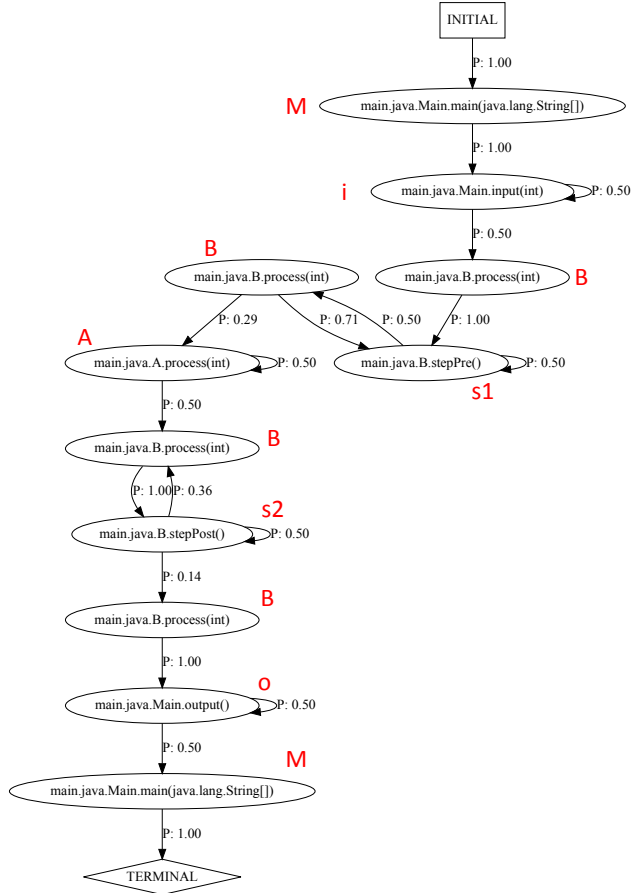 INITIAL
P: 1.00
M
main.java.Main.main(java.lang.String[])
P: 1.00
i
main.java.Main.input(int)
P: 0.50
P: 0.50
B
main.java.B.process(int)
main.java.B.process(int)
B
P: 0.29
P: 0.71
P: 0.50
P: 1.00
A
main.java.A.process(int)
P: 0.50
main.java.B.stepPre()
P: 0.50
s1
P: 0.50
B
main.java.B.process(int)
P: 1.00
P: 0.36
s2
main.java.B.stepPost()
P: 0.50
P: 0.14
B
main.java.B.process(int)
P: 1.00
o
main.java.Main.output()
P: 0.50
P: 0.50
M
main.java.Main.main(java.lang.String[])
P: 1.00
TERMINAL